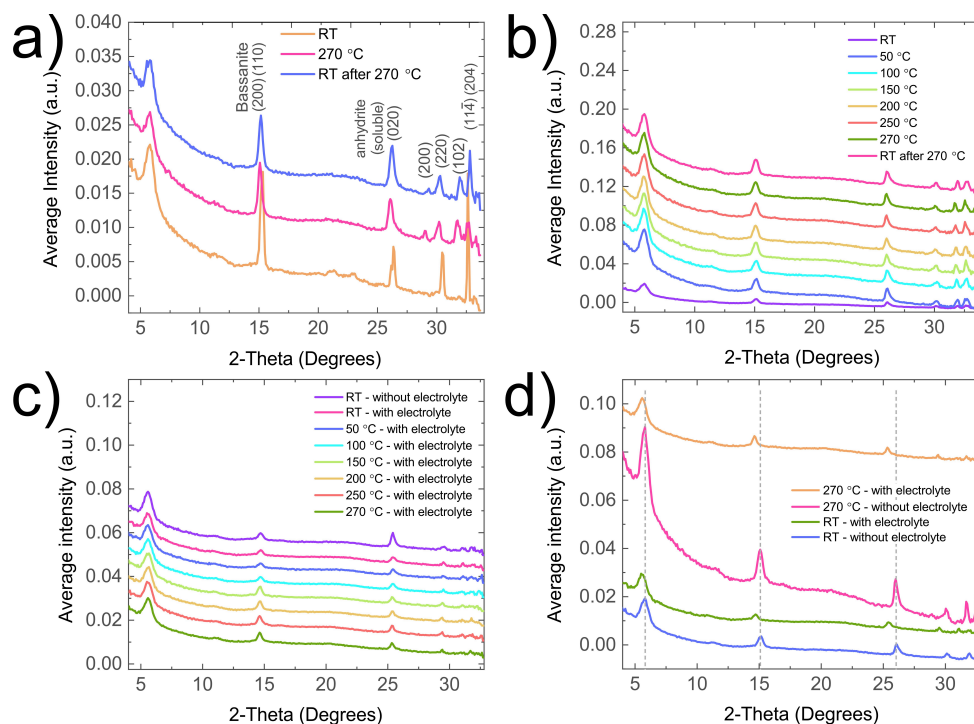 a)
0.040
0.035
0.030
0.025
0.020
0.015
0.010
0.005
0.000
Average Intensity (a.u.)
RT
270 °C
RT after 270 °C
Bassanite
(200) (110)
anhydrite
(soluble)
(020)
(200)
(220)
(102)
(114̄) (204)
5
10
15
20
25
30
2-Theta (Degrees)
b)
0.28
0.24
0.20
0.16
0.12
0.08
0.04
0.00
Average Intensity (a.u.)
RT
50 °C
100 °C
150 °C
200 °C
250 °C
270 °C
RT after 270 °C
5
10
15
20
25
30
2-Theta (Degrees)
c)
0.12
0.10
0.08
0.06
0.04
0.02
0.00
Average intensity (a.u.)
RT - without electrolyte
RT - with electrolyte
50 °C - with electrolyte
100 °C - with electrolyte
150 °C - with electrolyte
200 °C - with electrolyte
250 °C - with electrolyte
270 °C - with electrolyte
5
10
15
20
25
30
2-Theta (Degrees)
d)
0.10
0.08
0.06
0.04
0.02
0.00
Average Intensity (a.u.)
270 °C - with electrolyte
270 °C - without electrolyte
RT - with electrolyte
RT - without electrolyte
5
10
15
20
25
30
2-Theta (Degrees)